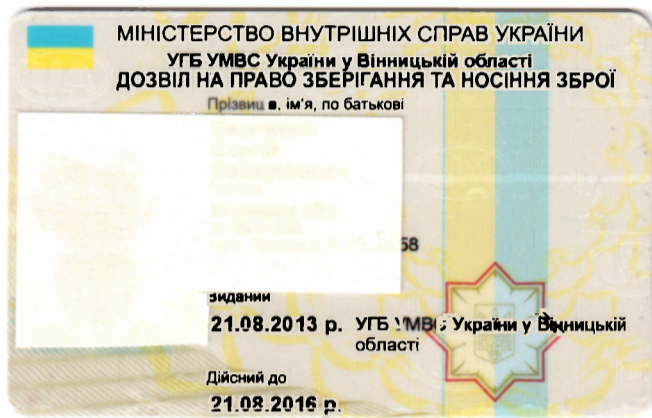 МІНІСТЕРСТВО ВНУТРІШНІХ СПРАВ УКРАЇНИ
УГБ УМВС України у Вінницькій області
ДОЗВІЛ НА ПРАВО ЗБЕРІГАННЯ ТА НОСІННЯ ЗБРОЇ
Прізвище, ім'я, по батькові
58
Виданий
21.08.2013 р. УГБ УМВС України у Вінницькій
області
Дійсний до
21.08.2016 р.